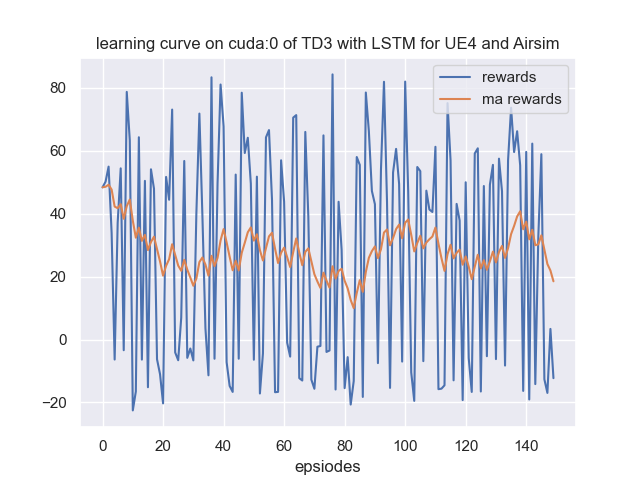 learning curve on cuda:0 of TD3 with LSTM for UE4 and Airsim
rewards
ma rewards
80
60
40
20
0
−20
0 20 40 60 80 100 120 140
epsiodes